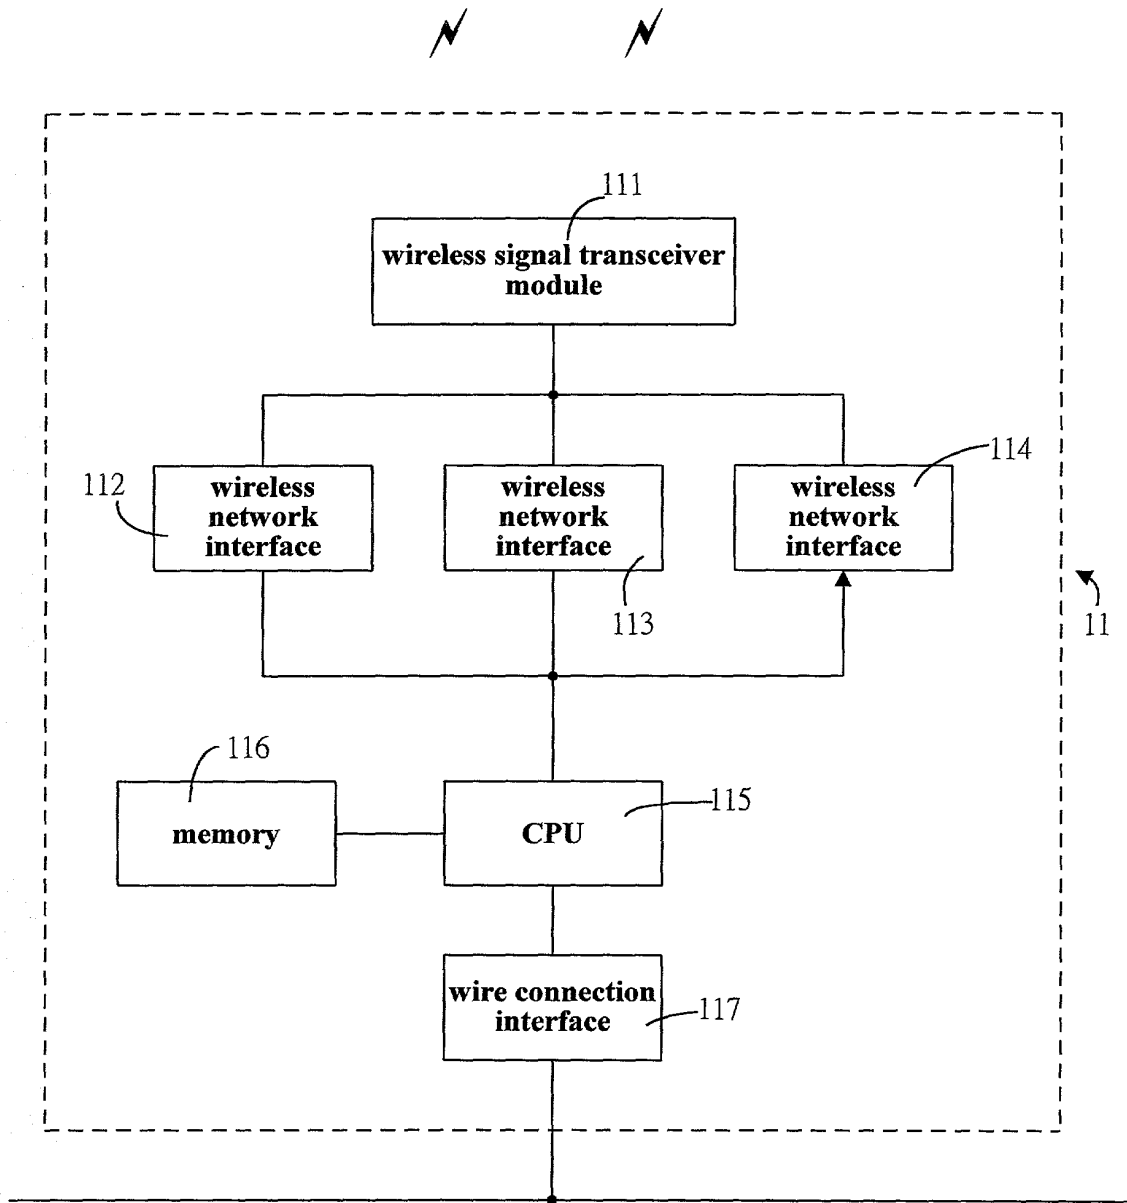 111
wireless signal transceiver
module
114
112
wireless
network
interface
wireless
network
interface
wireless
network
interface
113
11
116
115
memory
CPU
wire connection
interface
117